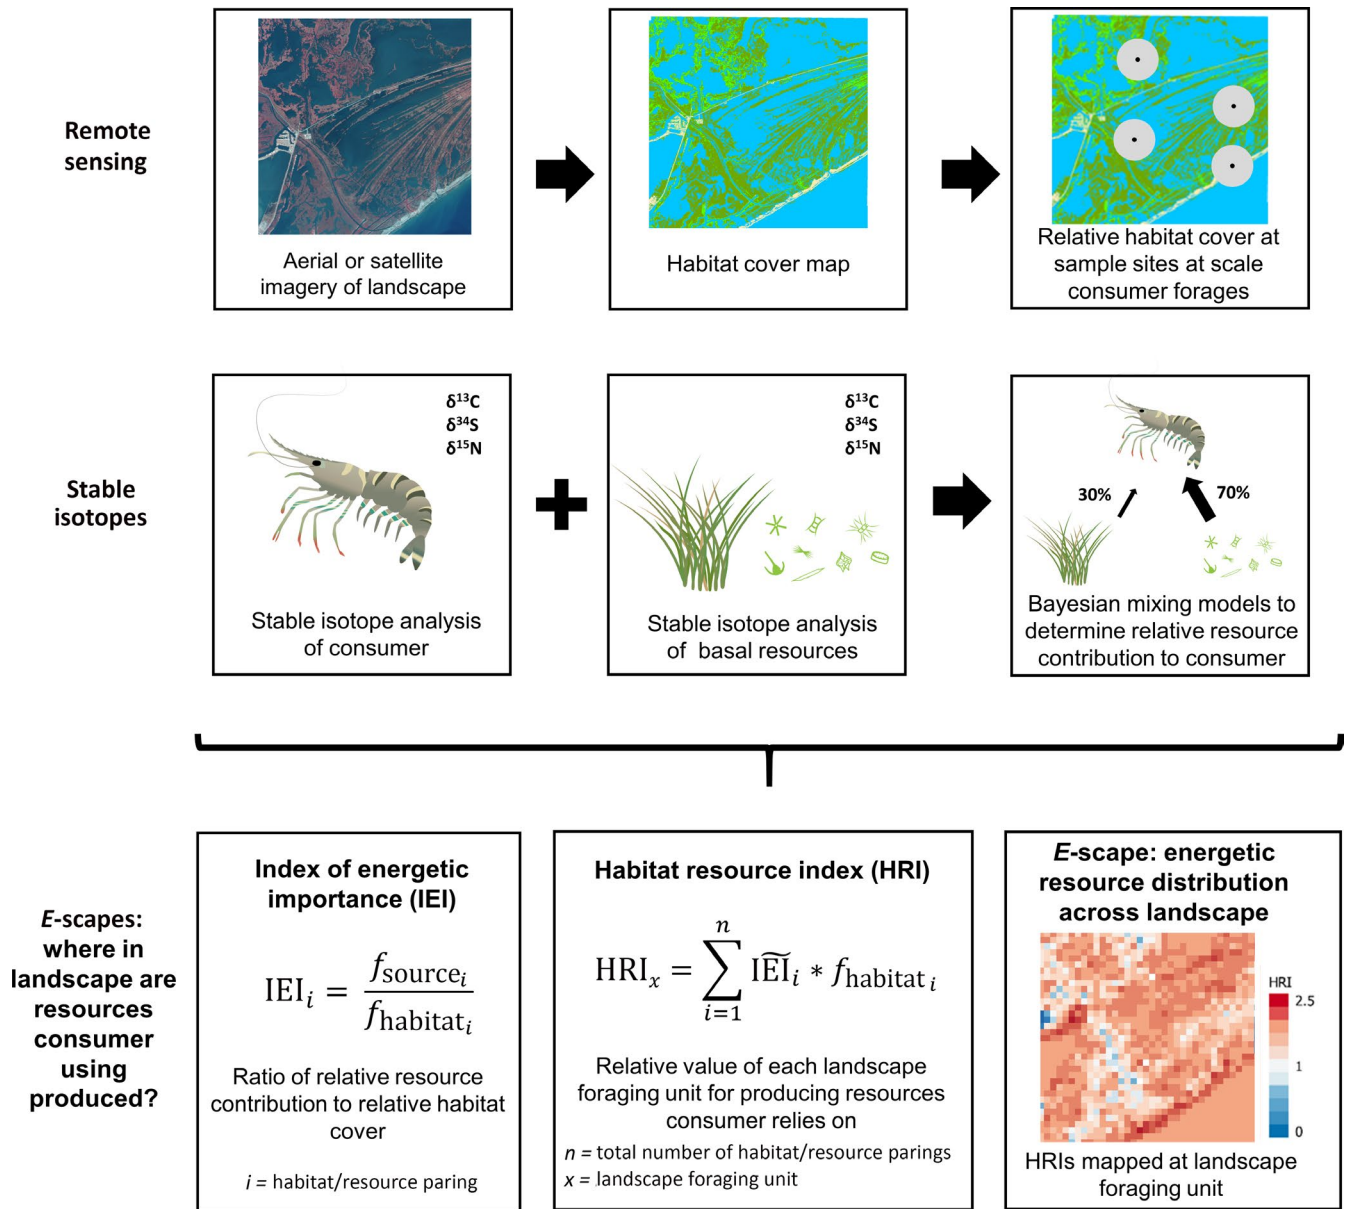 Remote
sensing
Aerial or satellite
imagery of landscape
Habitat cover map
Relative habitat cover at
sample sites at scale
consumer forages
Stable
isotopes
δ¹³C
δ³⁴S
δ¹⁵N
Stable isotope analysis
of consumer
δ¹³C
δ³⁴S
δ¹⁵N
Stable isotope analysis
of basal resources
30%
70%
Bayesian mixing models to
determine relative resource
contribution to consumer
E-scapes:
where in
landscape are
resources
consumer
using
produced?
Index of energetic
importance (IEI)
IEIᵢ = f_sourceᵢ / f_habitatᵢ
Ratio of relative resource
contribution to relative habitat
cover
i = habitat/resource paring
Habitat resource index (HRI)
HRIₓ = ∑ⁿᵢ₌₁ IEĨᵢ * f_habitatᵢ
Relative value of each landscape
foraging unit for producing resources
consumer relies on
n = total number of habitat/resource parings
x = landscape foraging unit
E-scape: energetic
resource distribution
across landscape
HRI
2.5
1
0
HRIs mapped at landscape
foraging unit